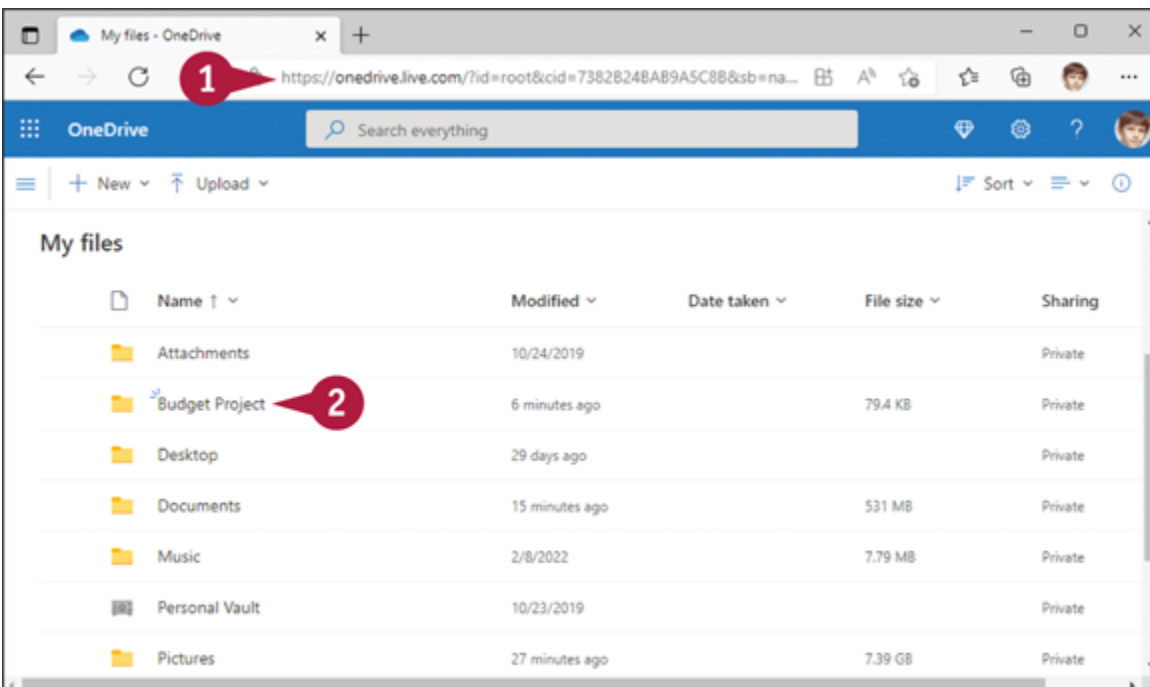 My files - OneDrive
1 https://onedrive.live.com/?id=root&cid=7382B24BAB9A5C8B&sb=na...
OneDrive Search everything ?
New Upload Sort
My files
Name ↑ Modified Date taken File size Sharing
Attachments 10/24/2019 Private
Budget Project 2 6 minutes ago 79.4 KB Private
Desktop 29 days ago Private
Documents 15 minutes ago 531 MB Private
Music 2/8/2022 7.79 MB Private
Personal Vault 10/23/2019 Private
Pictures 27 minutes ago 7.39 GB Private